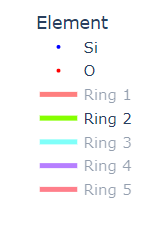 Element
Si
O
Ring 1
Ring 2
Ring 3
Ring 4
Ring 5